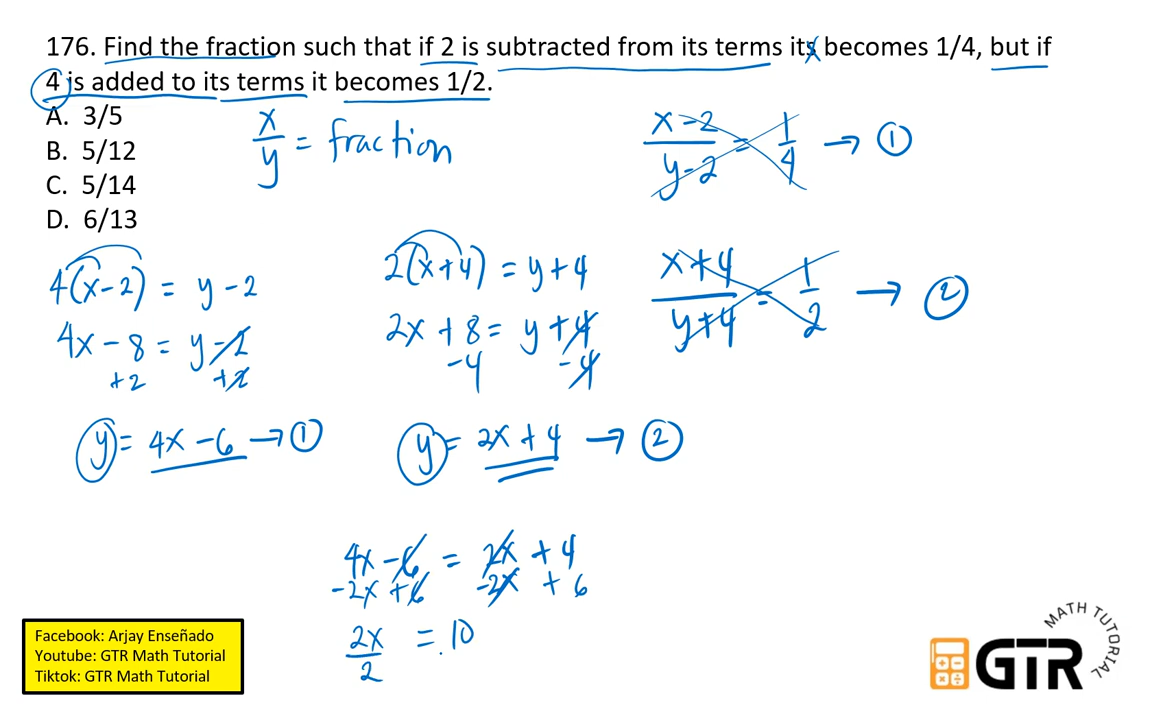 176. Find the fraction such that if 2 is subtracted from its terms its becomes 1/4, but if
4 is added to its terms it becomes 1/2.
A. 3/5
B. 5/12
C. 5/14
D. 6/13
x/y = fraction
(x-2)/(y-2) = 1/4 → ①
4(x-2) = y-2
2(x+4) = y+4
(x+4)/(y+4) = 1/2 → ②
4x - 8 = y-2
+2 +2
2x + 8 = y+4
-4 -4
y = 4x - 6 → ①
y = 2x + 4 → ②
4x - 6 = 2x + 4
-2x + 6 -2x + 6
2x/2 = 10
Facebook: Arjay Enseñado
Youtube: GTR Math Tutorial
Tiktok: GTR Math Tutorial
GTR
MATH TUTORIAL